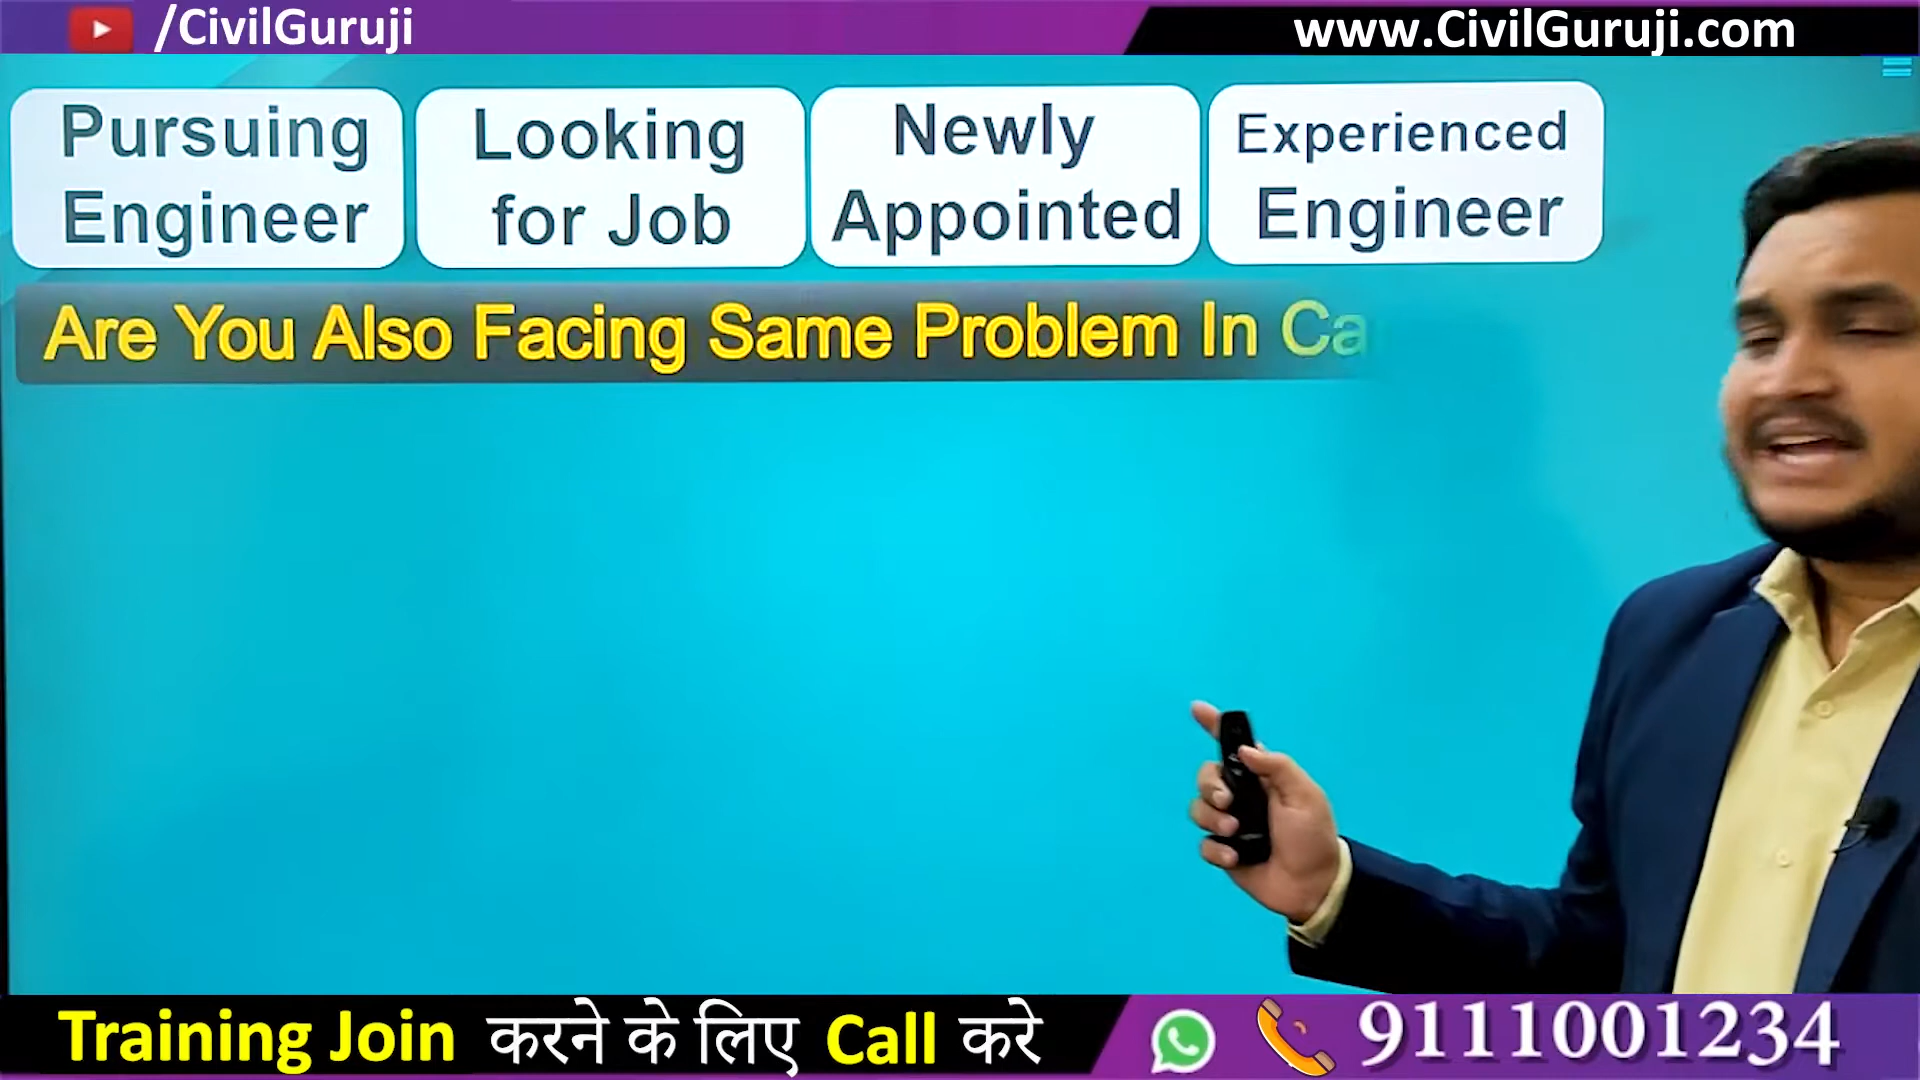 /CivilGuruji
www.CivilGuruji.com
Pursuing
Engineer
Looking
for Job
Newly
Appointed
Experienced
Engineer
Are You Also Facing Same Problem In Ca
Training Join करने के लिए Call करे
9111001234